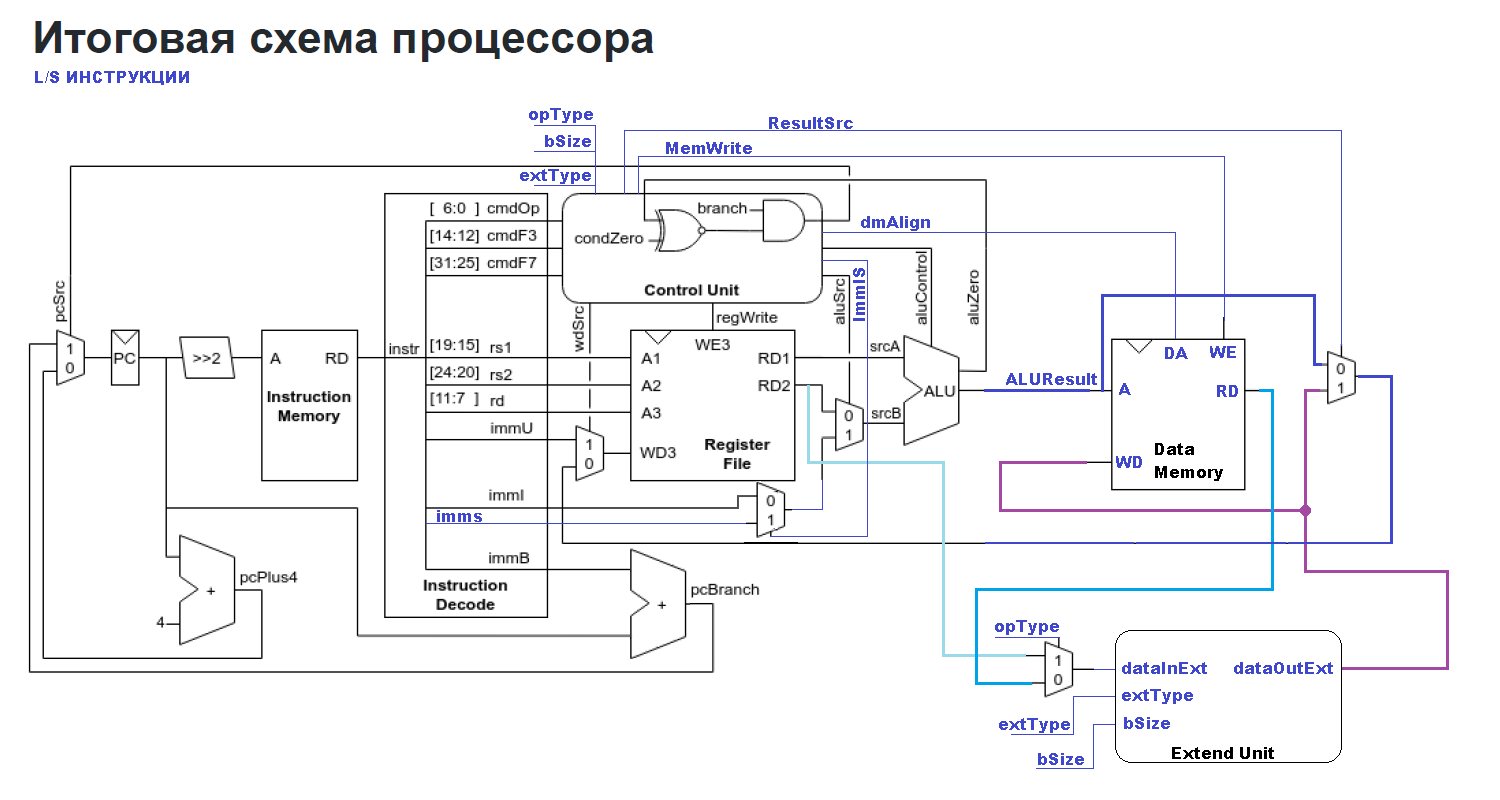 Итоговая схема процессора
L/S ИНСТРУКЦИИ
opType
bSize
extType
ResultSrc
MemWrite
dmAlign
[ 6:0 ] cmdOp
[14:12] cmdF3
[31:25] cmdF7
branch
condZero
Control Unit
pcSrc
wdSrc
regWrite
aluSrc
ImmIS
aluControl
aluZero
1
0
PC
>>2
A RD
Instruction
Memory
instr
[19:15] rs1
[24:20] rs2
[11:7 ] rd
immU
immI
imms
immB
Instruction
Decode
1
0
A1
A2
A3
WD3
WE3
RD1
RD2
Register
File
0
1
0
1
srcA
srcB
ALU
ALUResult
DA WE
A RD
WD
Data
Memory
0
1
+
pcPlus4
4
+
pcBranch
opType
1
0
dataInExt dataOutExt
extType
bSize
extType
bSize
Extend Unit